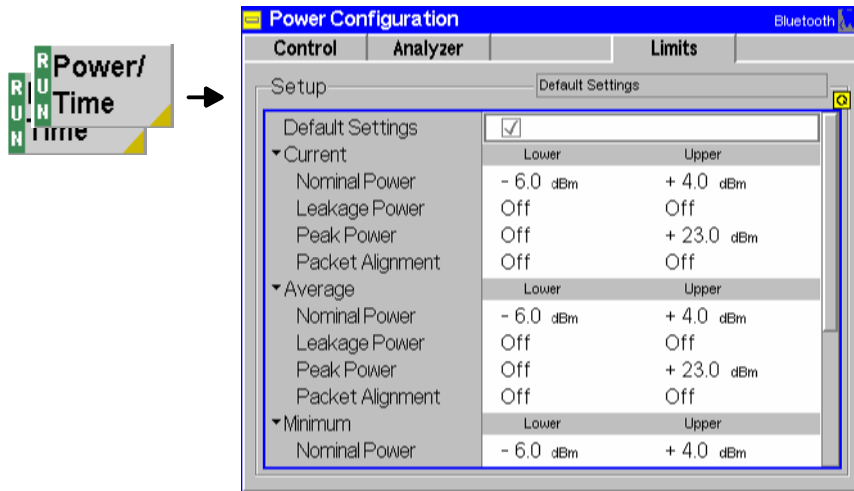 RUN
Power/
Time
RUN
Time
Power Configuration
Bluetooth
Control Analyzer Limits
Setup Default Settings
Default Settings
Current Lower Upper
Nominal Power - 6.0 dBm + 4.0 dBm
Leakage Power Off Off
Peak Power Off + 23.0 dBm
Packet Alignment Off Off
Average Lower Upper
Nominal Power - 6.0 dBm + 4.0 dBm
Leakage Power Off Off
Peak Power Off + 23.0 dBm
Packet Alignment Off Off
Minimum Lower Upper
Nominal Power - 6.0 dBm + 4.0 dBm